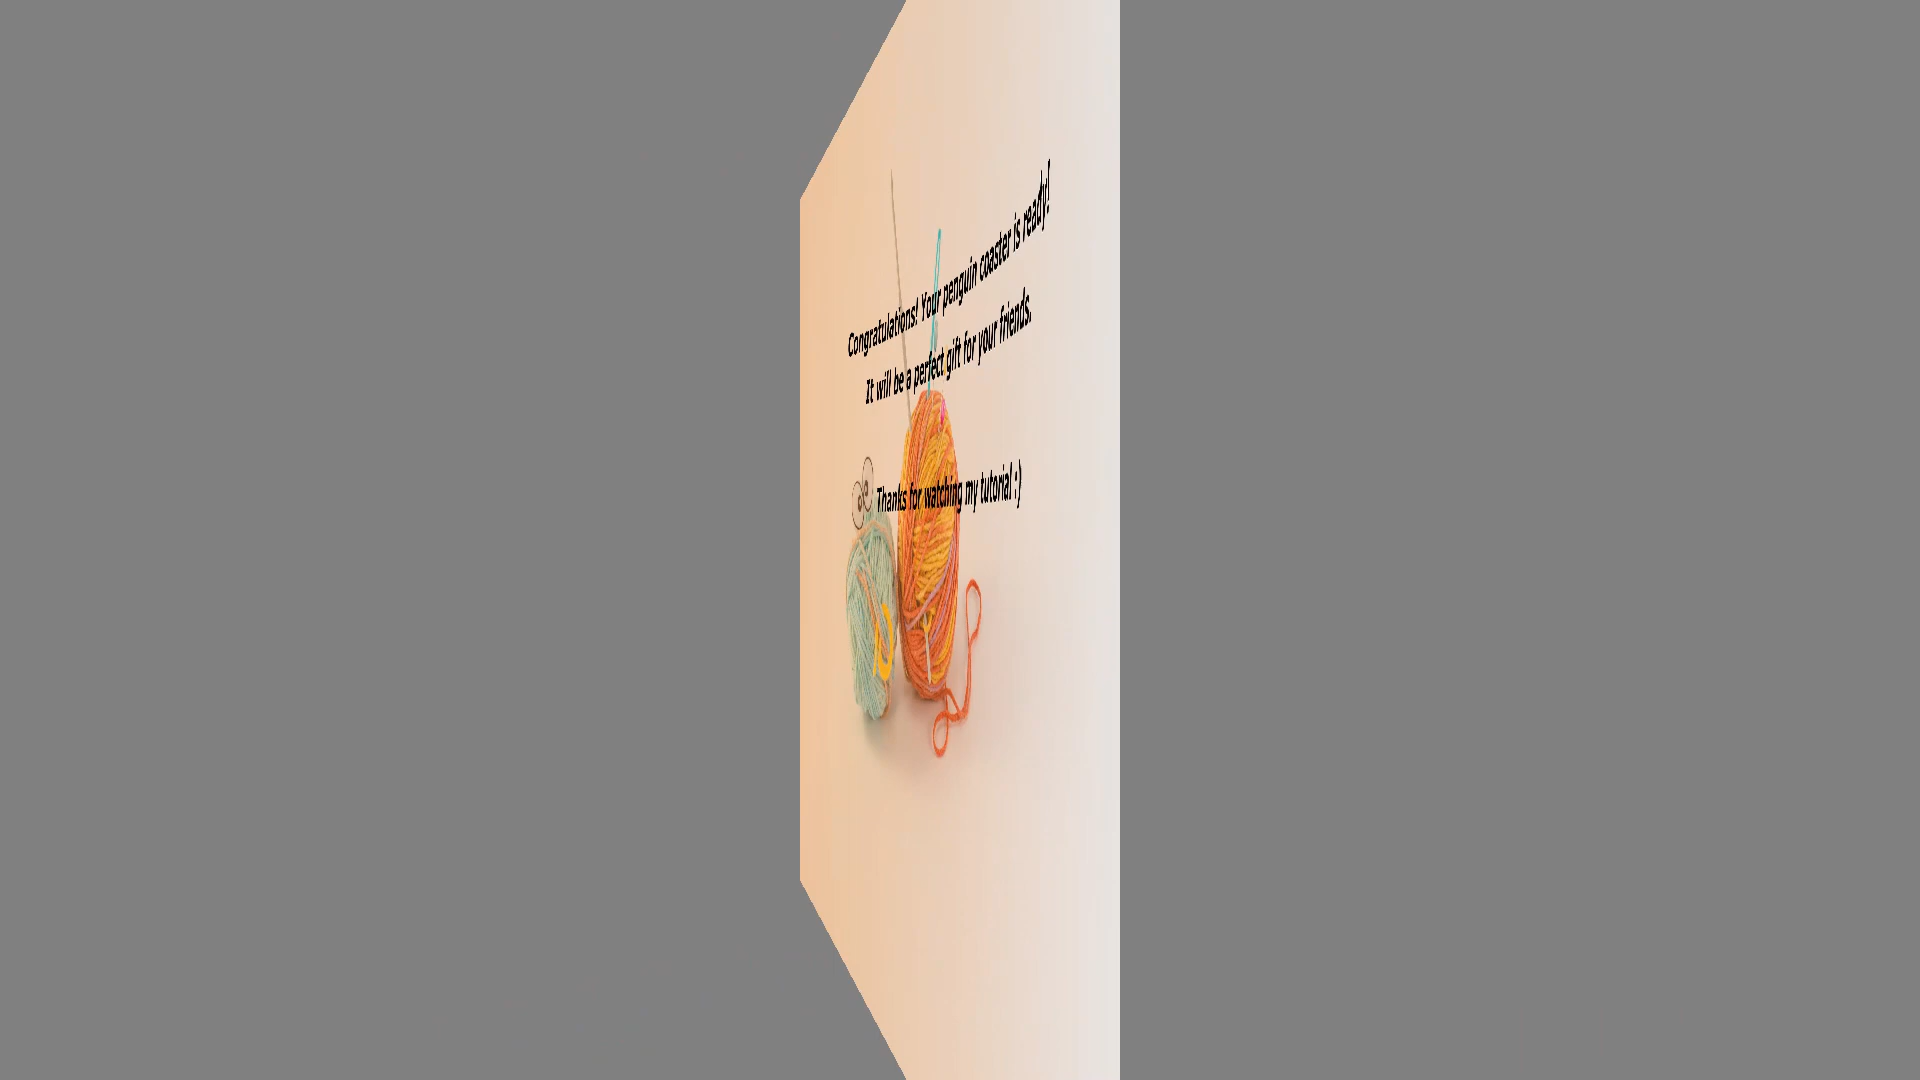 Congratulations! Your penguin coaster is ready!
It will be a perfect gift for your friends.
Thanks for watching my tutorial :)